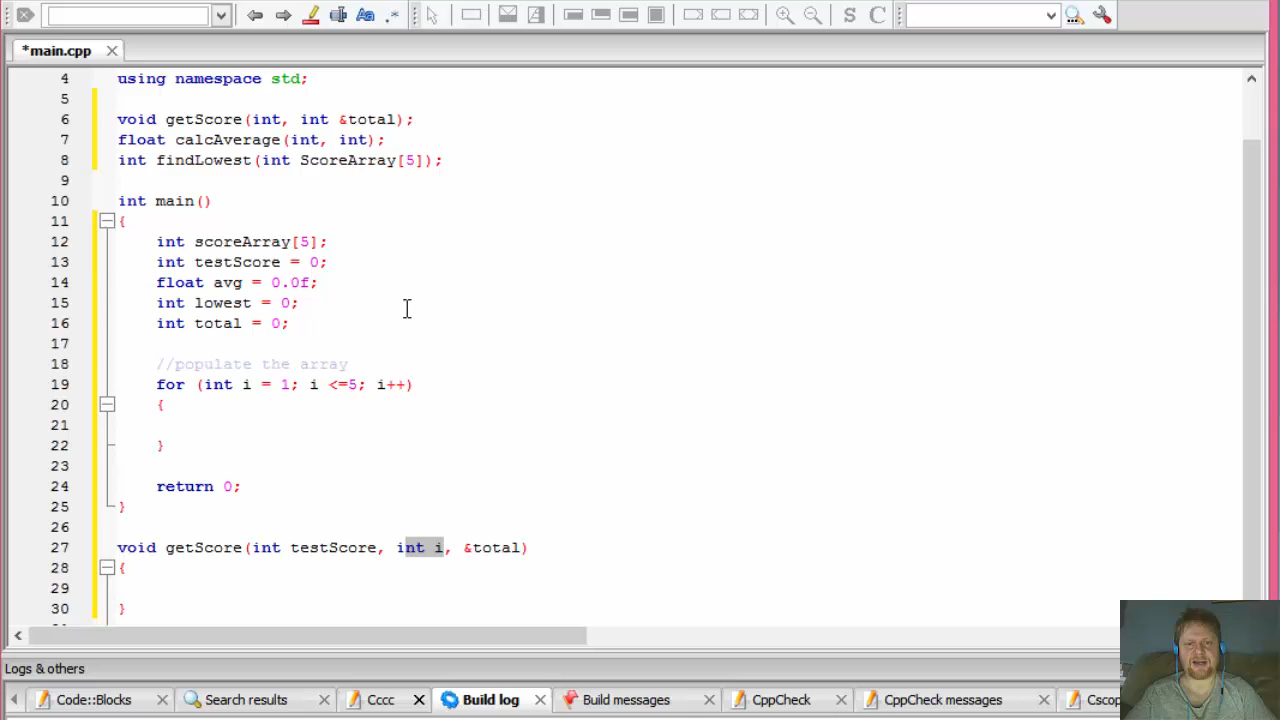 *main.cpp
4 using namespace std;
5
6 void getScore(int, int &total);
7 float calcAverage(int, int);
8 int findLowest(int ScoreArray[5]);
9
10 int main()
11 {
12 int scoreArray[5];
13 int testScore = 0;
14 float avg = 0.0f;
15 int lowest = 0;
16 int total = 0;
17
18 //populate the array
19 for (int i = 1; i <=5; i++)
20 {
21
22 }
23
24 return 0;
25 }
26
27 void getScore(int testScore, int i, &total)
28 {
29
30 }
Logs & others
Code::Blocks Search results Cccc Build log Build messages CppCheck CppCheck messages Cscop